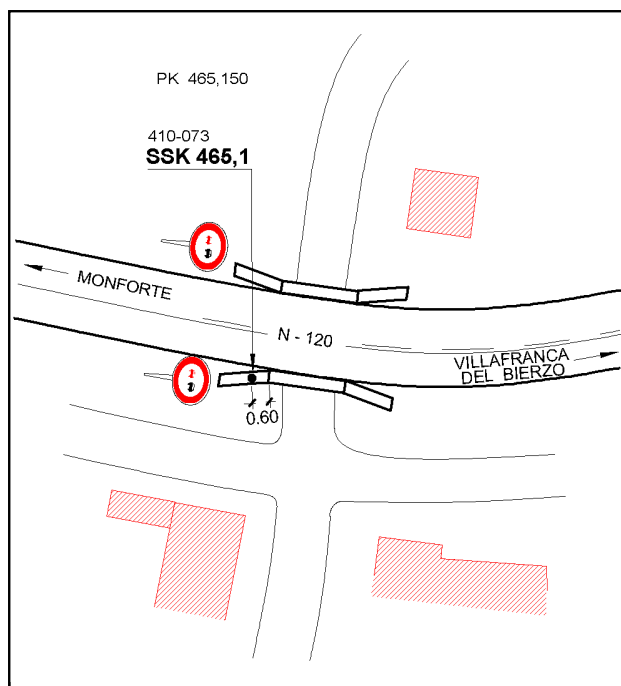 PK 465,150
410-073
SSK 465,1
MONFORTE
N - 120
VILLAFRANCA
DEL BIERZO
0.60